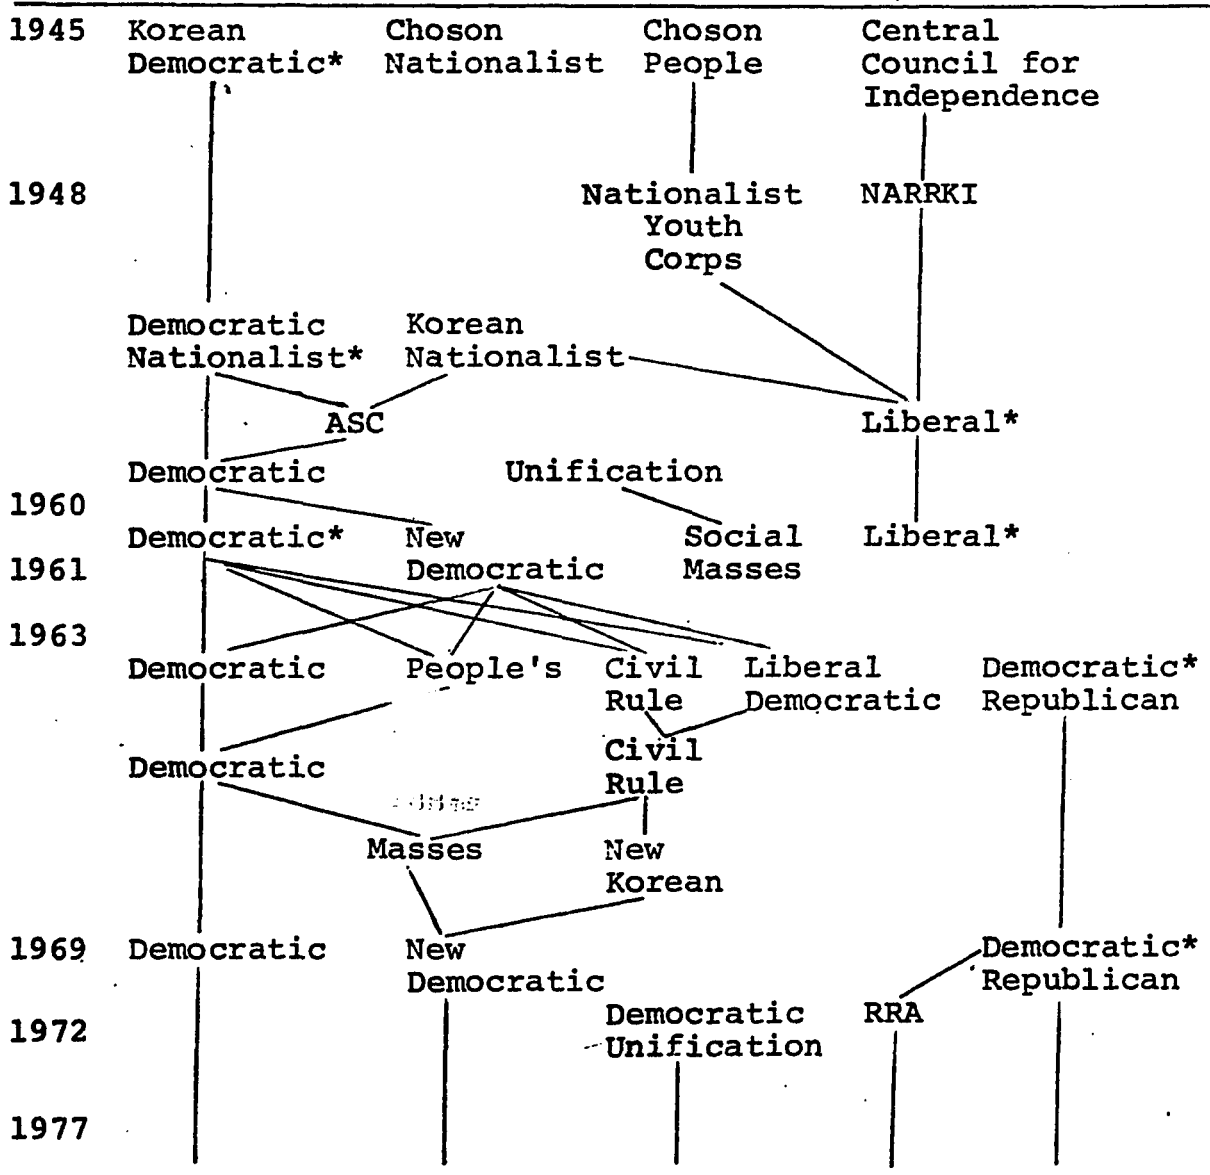 1945 Korean Choson Choson Central
Democratic* Nationalist People Council for
Independence
1948 Nationalist NARRKI
Youth
Corps
Democratic Korean
Nationalist* Nationalist
ASC Liberal*
Democratic Unification
1960
Democratic* New Social Liberal*
1961 Democratic Masses
1963
Democratic People's Civil Liberal Democratic*
Rule Democratic Republican
Civil
Democratic Rule
Masses New
Korean
1969 Democratic New Democratic*
Democratic Republican
Democratic RRA
1972 Unification
1977